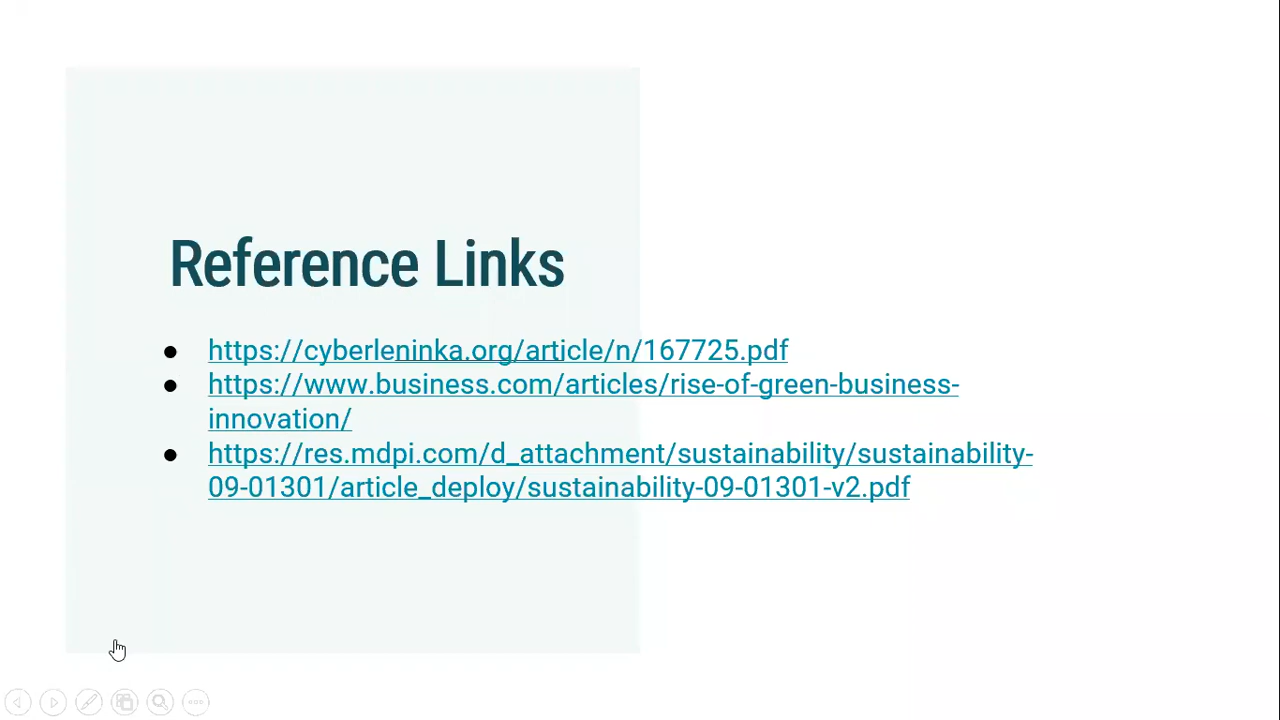 Reference Links
● https://cyberleninka.org/article/n/167725.pdf
● https://www.business.com/articles/rise-of-green-business-
innovation/
● https://res.mdpi.com/d_attachment/sustainability/sustainability-
09-01301/article_deploy/sustainability-09-01301-v2.pdf